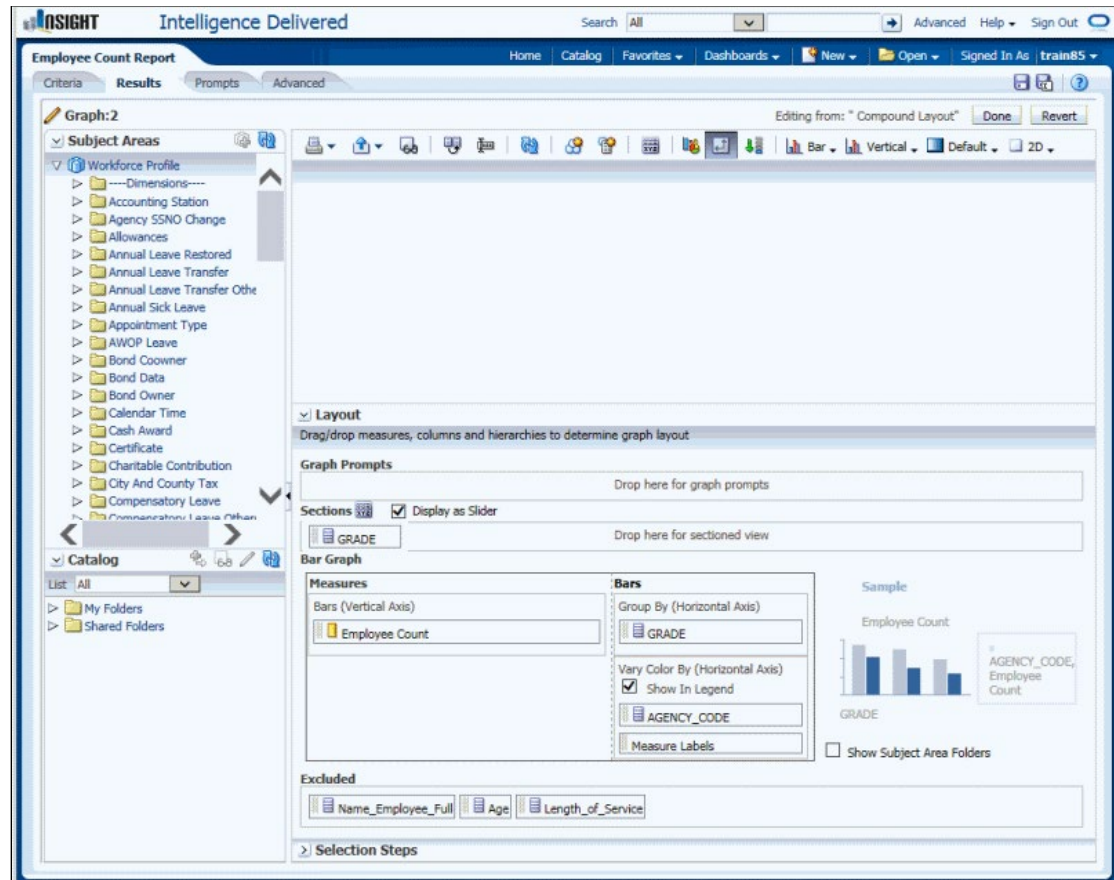 INSIGHT Intelligence Delivered Search All Advanced Help Sign Out
Employee Count Report Home Catalog Favorites Dashboards New Open Signed In As train85
Criteria Results Prompts Advanced
Graph:2 Editing from: " Compound Layout" Done Revert
Subject Areas
Bar Vertical Default 2D
Workforce Profile
----Dimensions----
Accounting Station
Agency SSNO Change
Allowances
Annual Leave Restored
Annual Leave Transfer
Annual Leave Transfer Othe
Annual Sick Leave
Appointment Type
AWOP Leave
Bond Coowner
Bond Data
Bond Owner
Calendar Time
Cash Award
Certificate
Charitable Contribution
City And County Tax
Compensatory Leave
Compensatory Leave Other
Catalog
List All
My Folders
Shared Folders
Layout
Drag/drop measures, columns and hierarchies to determine graph layout
Graph Prompts
Drop here for graph prompts
Sections Display as Slider
GRADE Drop here for sectioned view
Bar Graph
Measures Bars
Bars (Vertical Axis) Group By (Horizontal Axis)
Employee Count GRADE
Vary Color By (Horizontal Axis)
Show In Legend
AGENCY_CODE
Measure Labels
Sample
Employee Count
AGENCY_CODE,
Employee
Count
GRADE
Show Subject Area Folders
Excluded
Name_Employee_Full Age Length_of_Service
Selection Steps